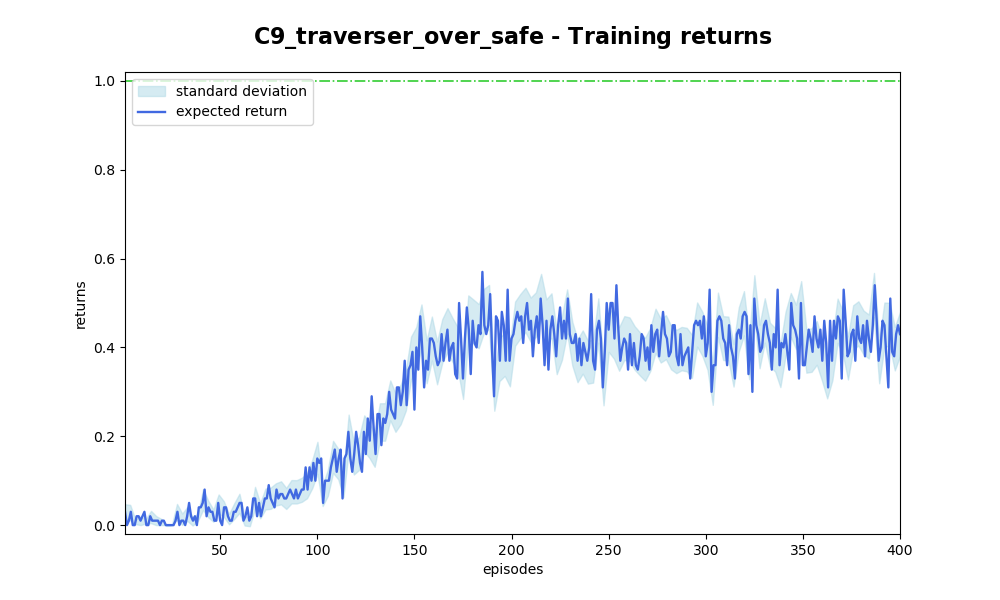 C9_traverser_over_safe - Training returns
1.0
standard deviation
expected return
0.8
0.6
0.4
0.2
0.0
returns
50
100
150
200
250
300
350
400
episodes